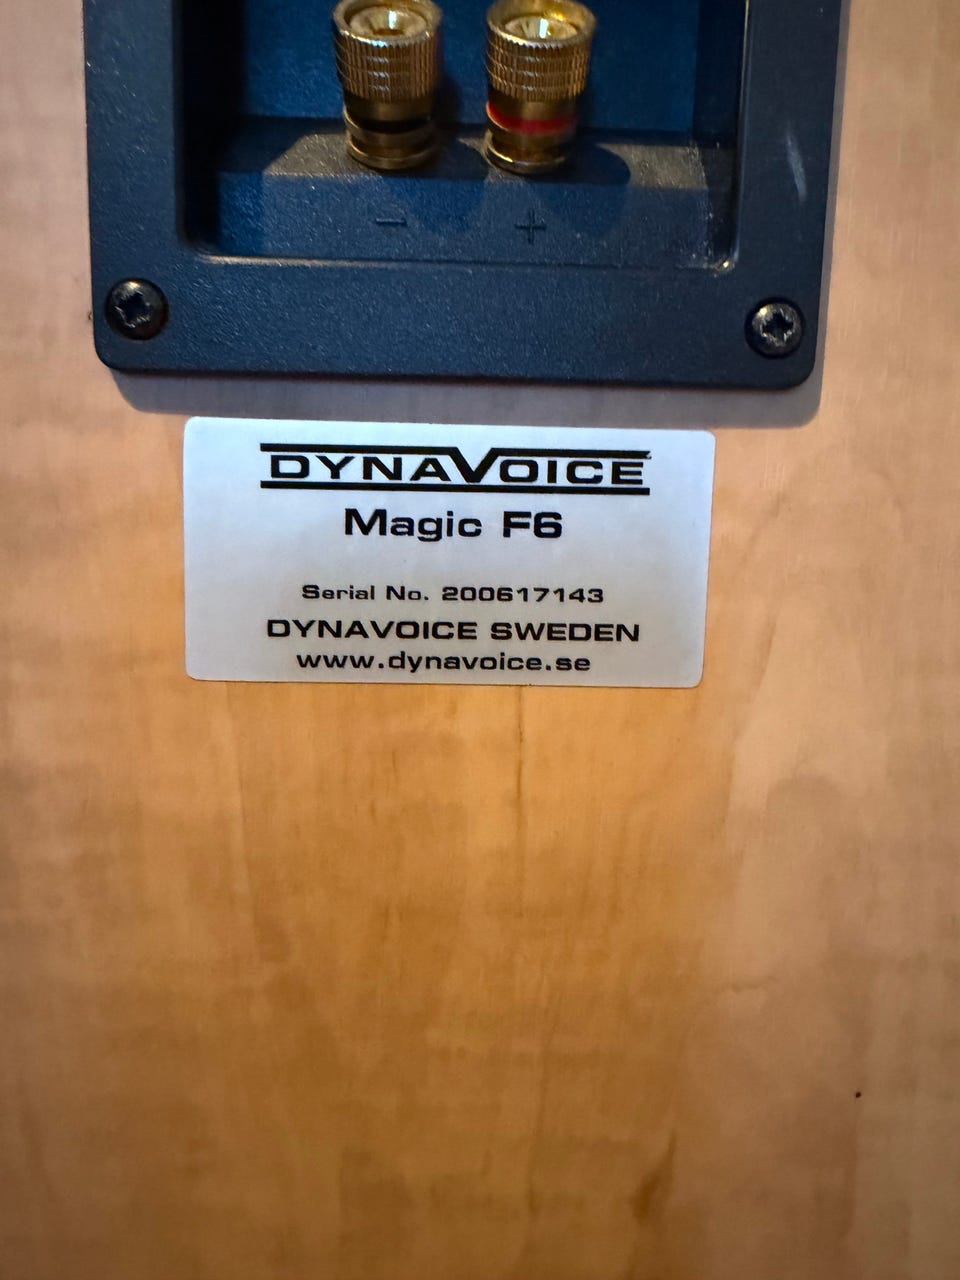 − +
DYNAVOICE
Magic F6
Serial No. 200617143
DYNAVOICE SWEDEN
www.dynavoice.se